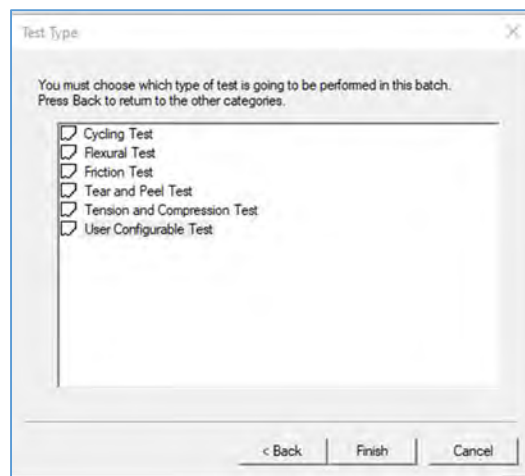 Test Type
You must choose which type of test is going to be performed in this batch.
Press Back to return to the other categories.
Cycling Test
Flexural Test
Friction Test
Tear and Peel Test
Tension and Compression Test
User Configurable Test
< Back
Finish
Cancel